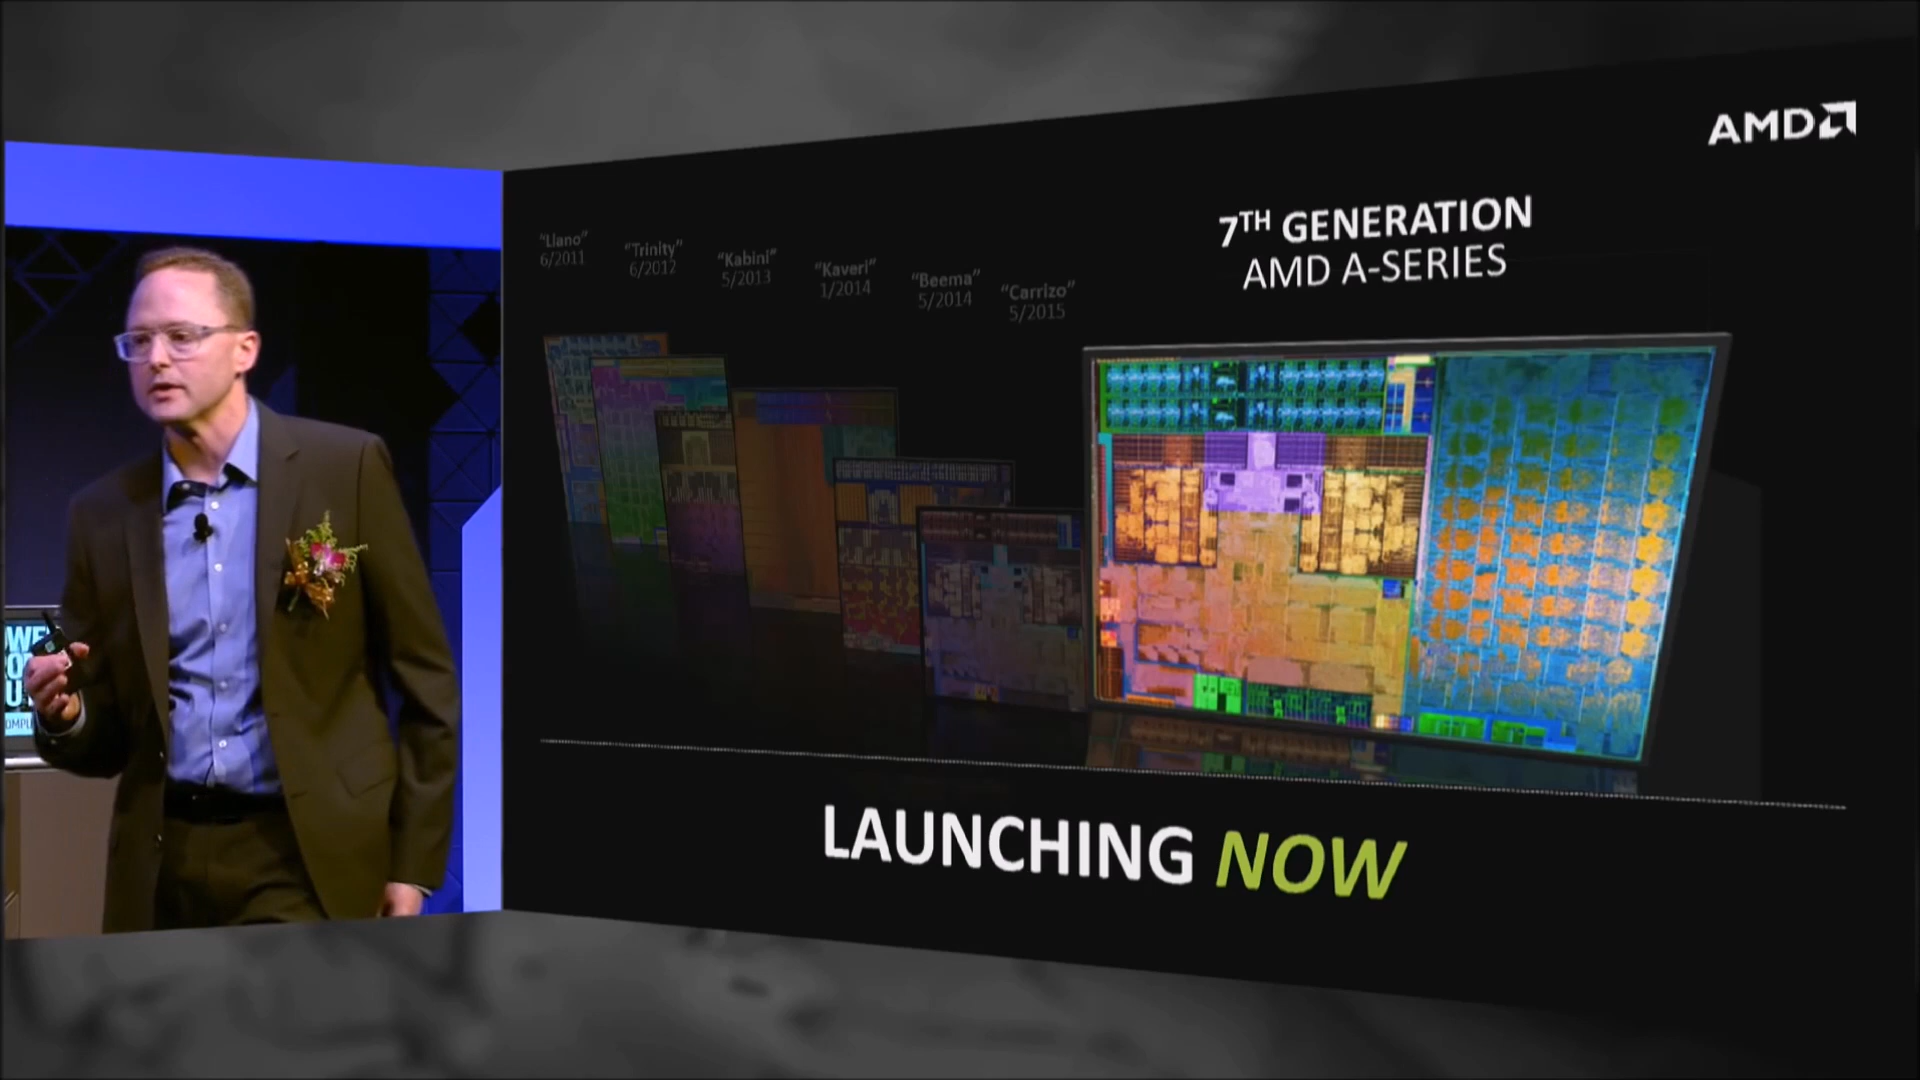 AMD
7TH GENERATION
AMD A-SERIES
"Llano"
6/2011
"Trinity"
6/2012
"Kabini"
5/2013
"Kaveri"
1/2014
"Beema"
5/2014
"Carrizo"
5/2015
LAUNCHING NOW